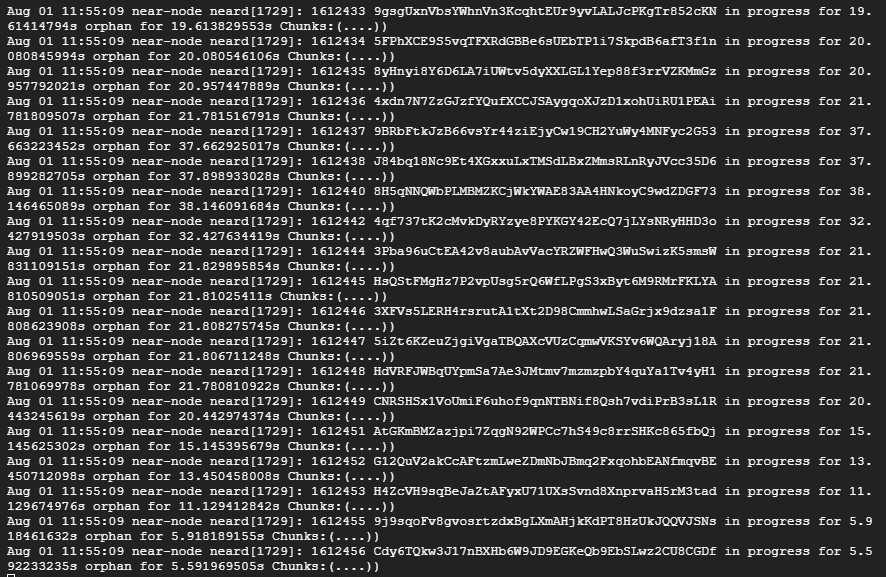 Aug 01 11:55:09 near-node neard[1729]: 1612433 9gsgUxnVbsYWhnVn3KcqhtEUr9yvLALJcPKgTr852cKN in progress for 19.
61414794s orphan for 19.613829553s Chunks:(....))
Aug 01 11:55:09 near-node neard[1729]: 1612434 5FPhXCE9S5vqTFXRdGBBe6sUEbTP1i7SkpdB6afT3f1n in progress for 20.
080845994s orphan for 20.080546106s Chunks:(....))
Aug 01 11:55:09 near-node neard[1729]: 1612435 8yHnyi8Y6D6LA7iUWtv5dyXXLGL1Yep88f3rrVZKMmGz in progress for 20.
957792021s orphan for 20.957447889s Chunks:(....))
Aug 01 11:55:09 near-node neard[1729]: 1612436 4xdn7N7ZzGJzfYQufXCCJSAygqoXJzD1xohUiRU1PEAi in progress for 21.
781809507s orphan for 21.781516791s Chunks:(....))
Aug 01 11:55:09 near-node neard[1729]: 1612437 9BRbFtkJzB66vsYr44ziEjyCw19CH2YuWy4MNFyc2G53 in progress for 37.
663223452s orphan for 37.662925017s Chunks:(....))
Aug 01 11:55:09 near-node neard[1729]: 1612438 J84bq18Nc9Et4XGxxuLxTMSdLBxZMmsRLnRyJVcc35D6 in progress for 37.
899282705s orphan for 37.898933028s Chunks:(....))
Aug 01 11:55:09 near-node neard[1729]: 1612440 8H5qNNQWbPLMBMZKCjWkYWAE83AA4HNkoyC9wdZDGF73 in progress for 38.
146465089s orphan for 38.146091684s Chunks:(....))
Aug 01 11:55:09 near-node neard[1729]: 1612442 4qf737tK2cMvkDyRYzye8PYKGY42EcQ7jLYsNRyHHD3o in progress for 32.
427919503s orphan for 32.427634419s Chunks:(....))
Aug 01 11:55:09 near-node neard[1729]: 1612444 3Pba96uCtEA42v8aubAvVacYRZWFHwQ3WuSwizK5smsW in progress for 21.
831109151s orphan for 21.829895854s Chunks:(....))
Aug 01 11:55:09 near-node neard[1729]: 1612445 HsQStFMgHz7P2vpUsg5rQ6WfLPgS3xByt6M9RMrFKLYA in progress for 21.
810509051s orphan for 21.81025411s Chunks:(....))
Aug 01 11:55:09 near-node neard[1729]: 1612446 3XFVs5LERH4rsrutA1tXt2D98CmmhwLSaGrjx9dzsa1F in progress for 21.
808623908s orphan for 21.808275745s Chunks:(....))
Aug 01 11:55:09 near-node neard[1729]: 1612447 5iZt6KZeuZjgiVgaTBQAXcVUzCqmwVKSYv6WQAryj18A in progress for 21.
806969559s orphan for 21.806711248s Chunks:(....))
Aug 01 11:55:09 near-node neard[1729]: 1612448 HdVRFJWBqUYpmSa7Ae3JMtmv7mzmzpbY4quYa1Tv4yH1 in progress for 21.
781069978s orphan for 21.780810922s Chunks:(....))
Aug 01 11:55:09 near-node neard[1729]: 1612449 CNRSHSx1VoUmiF6uhof9qnNTBNif8Qsh7vdiPrB3sL1R in progress for 20.
443245619s orphan for 20.442974374s Chunks:(....))
Aug 01 11:55:09 near-node neard[1729]: 1612451 AtGKmBMZazjpi7ZqgN92WPCc7hS49c8rrSHKc865fbQj in progress for 15.
145625302s orphan for 15.145395679s Chunks:(....))
Aug 01 11:55:09 near-node neard[1729]: 1612452 G12QuV2akCcAFtzmLweZDmNbJBmq2FxqohbEANfmqvBE in progress for 13.
450712098s orphan for 13.450458008s Chunks:(....))
Aug 01 11:55:09 near-node neard[1729]: 1612453 H4ZcVH9sqBeJaZtAFyxU71UXsSvnd8XnprvaH5rM3tad in progress for 11.
129674976s orphan for 11.129412842s Chunks:(....))
Aug 01 11:55:09 near-node neard[1729]: 1612455 9j9sqoFv8gvosrtzdxBgLXmAHjkKdPT8HzUkJQQVJSNs in progress for 5.9
18461632s orphan for 5.918189155s Chunks:(....))
Aug 01 11:55:09 near-node neard[1729]: 1612456 Cdy6TQkw3J17nBXHb6W9JD9EGKeQb9EbSLwz2CU8CGDf in progress for 5.5
92233235s orphan for 5.591969505s Chunks:(....))